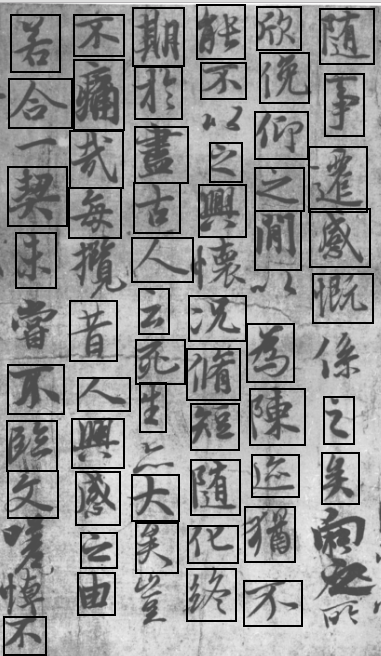 随事遷感慨係之矣向之所
欣俛仰之間以為陳迹猶不
能不以之興懷況脩短随化終
期於盡古人云死生亦大矣豈
不痛哉每攬昔人興感之由
若合一契未嘗不臨文嗟悼不